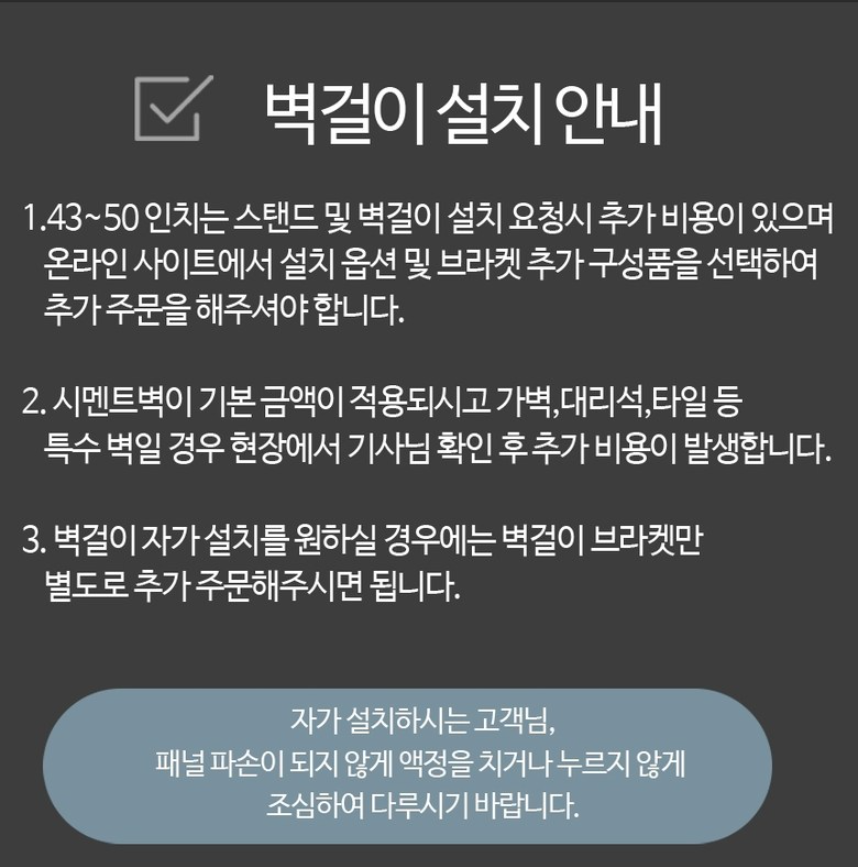 벽걸이 설치 안내
1.43~50 인치는 스탠드 및 벽걸이 설치 요청시 추가 비용이 있으며
온라인 사이트에서 설치 옵션 및 브라켓 추가 구성품을 선택하여
추가 주문을 해주셔야 합니다.
2. 시멘트벽이 기본 금액이 적용되시고 가벽,대리석,타일 등
특수 벽일 경우 현장에서 기사님 확인 후 추가 비용이 발생합니다.
3. 벽걸이 자가 설치를 원하실 경우에는 벽걸이 브라켓만
별도로 추가 주문해주시면 됩니다.
자가 설치하시는 고객님,
패널 파손이 되지 않게 액정을 치거나 누르지 않게
조심하여 다루시기 바랍니다.